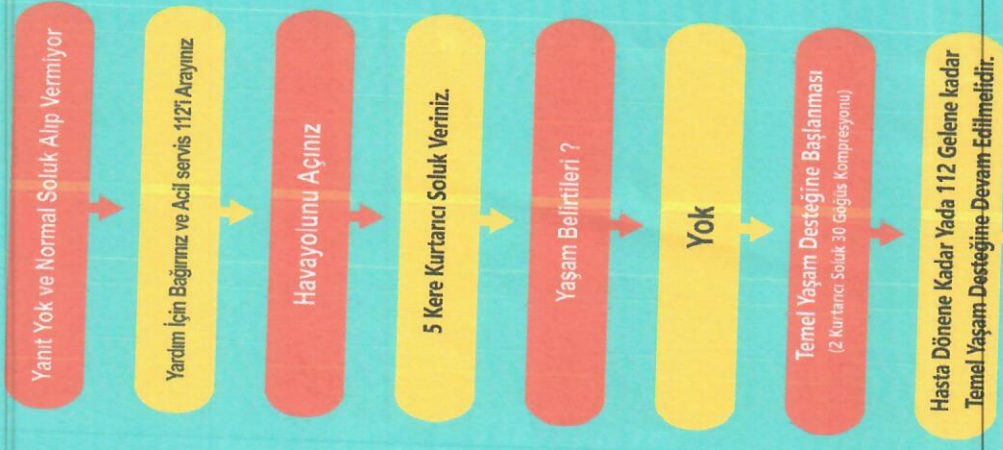 Yanıt Yok ve Normal Soluk Alıp Vermiyor
Yardım İçin Bağırınız ve Acil servis 112'i Arayınız
Havayolunu Açınız
5 Kere Kurtarıcı Soluk Veriniz.
Yaşam Belirtileri ?
Yok
Temel Yaşam Desteğine Başlanması
(2 Kurtarıcı Soluk 30 Göğüs Kompresyonu)
Hasta Dönene Kadar Yada 112 Gelene kadar
Temel Yaşam Desteğine Devam Edilmelidir.